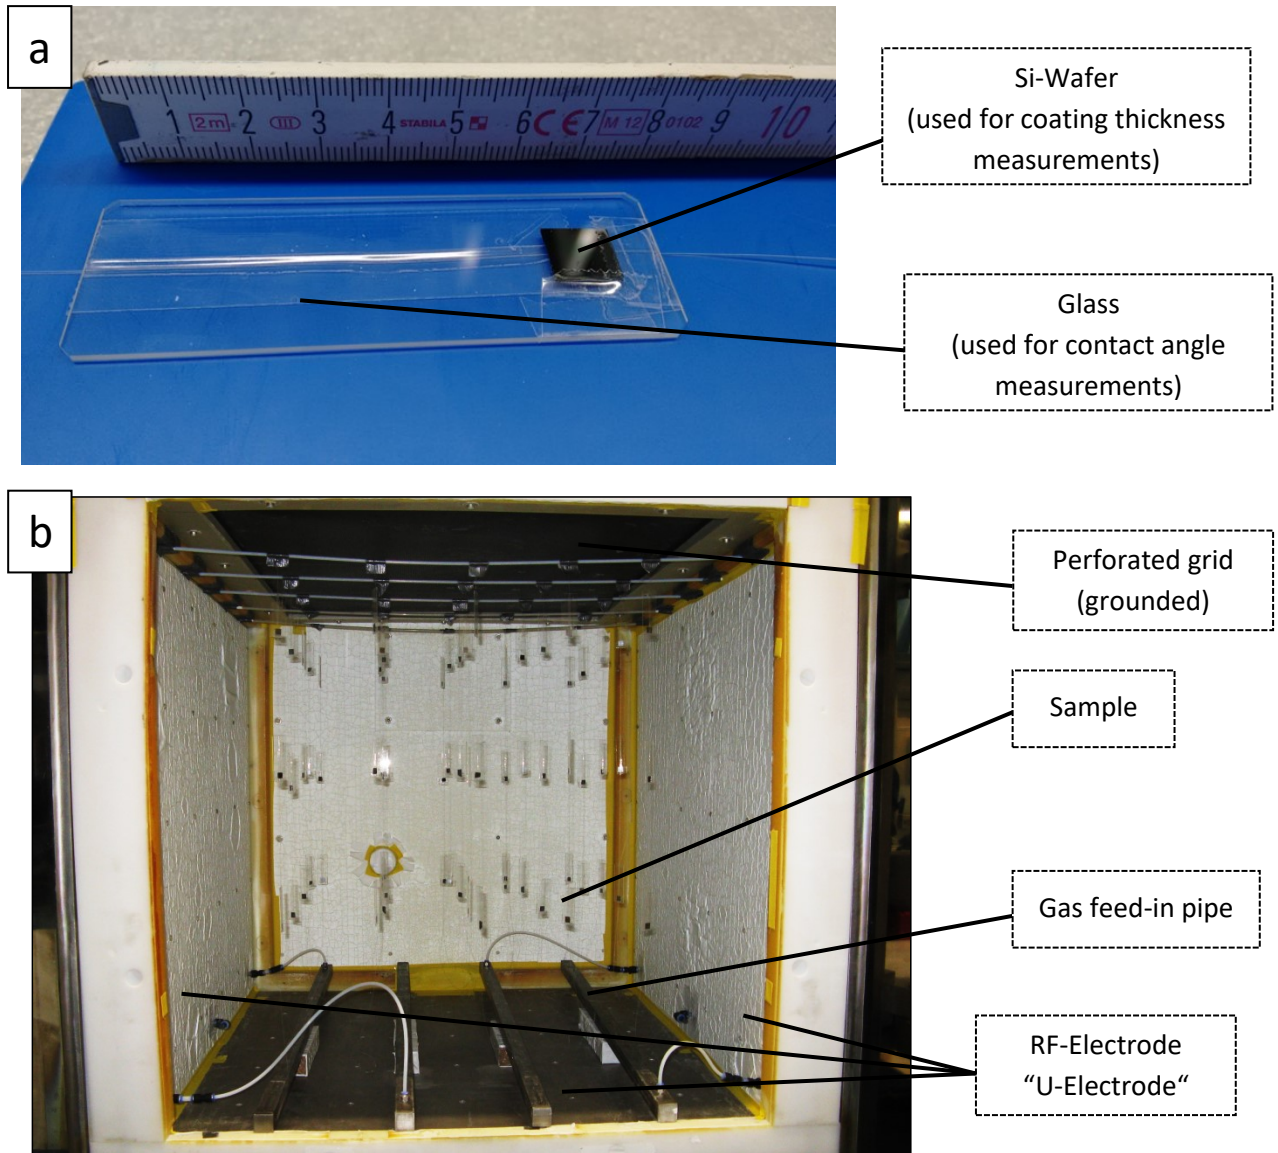 a
1 2m 2 III 3 4 STABILA 5 6 CE 7 M 12 8 0102 9 10
Si-Wafer
(used for coating thickness
measurements)
Glass
(used for contact angle
measurements)
b
Perforated grid
(grounded)
Sample
Gas feed-in pipe
RF-Electrode
“U-Electrode“